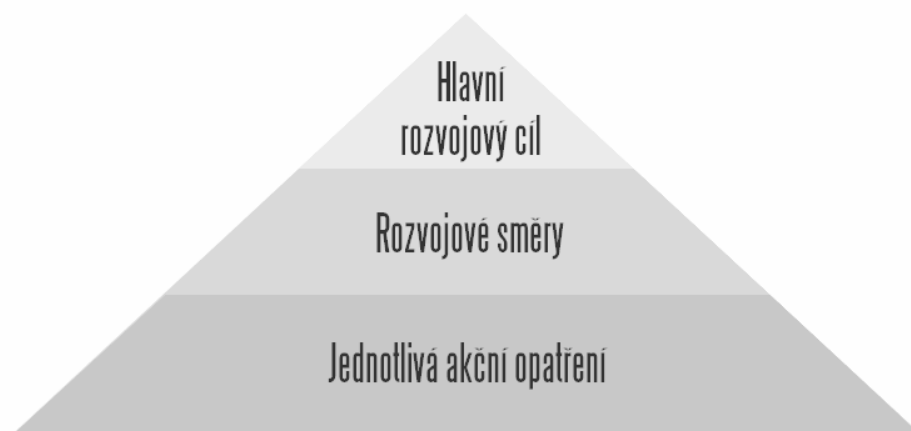 Hlavní
rozvojový cíl
Rozvojové směry
Jednotlivá akční opatření